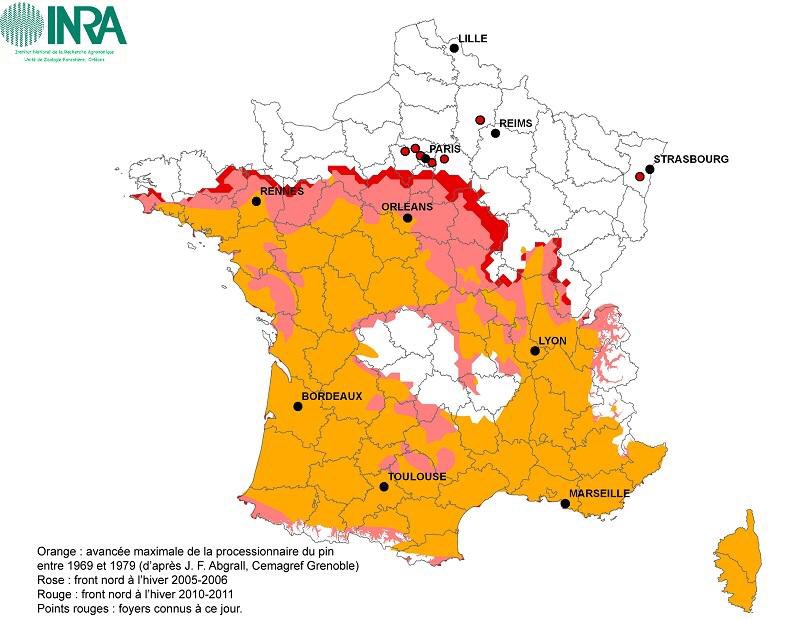 INRA
Institut National de la Recherche Agronomique
Unité de Zoologie Forestière, Orléans
LILLE
REIMS
PARIS
STRASBOURG
RENNES
ORLÉANS
LYON
BORDEAUX
TOULOUSE
MARSEILLE
Orange : avancée maximale de la processionnaire du pin
entre 1969 et 1979 (d'après J. F. Abgrall, Cemagref Grenoble)
Rose : front nord à l'hiver 2005-2006
Rouge : front nord à l'hiver 2010-2011
Points rouges : foyers connus à ce jour.